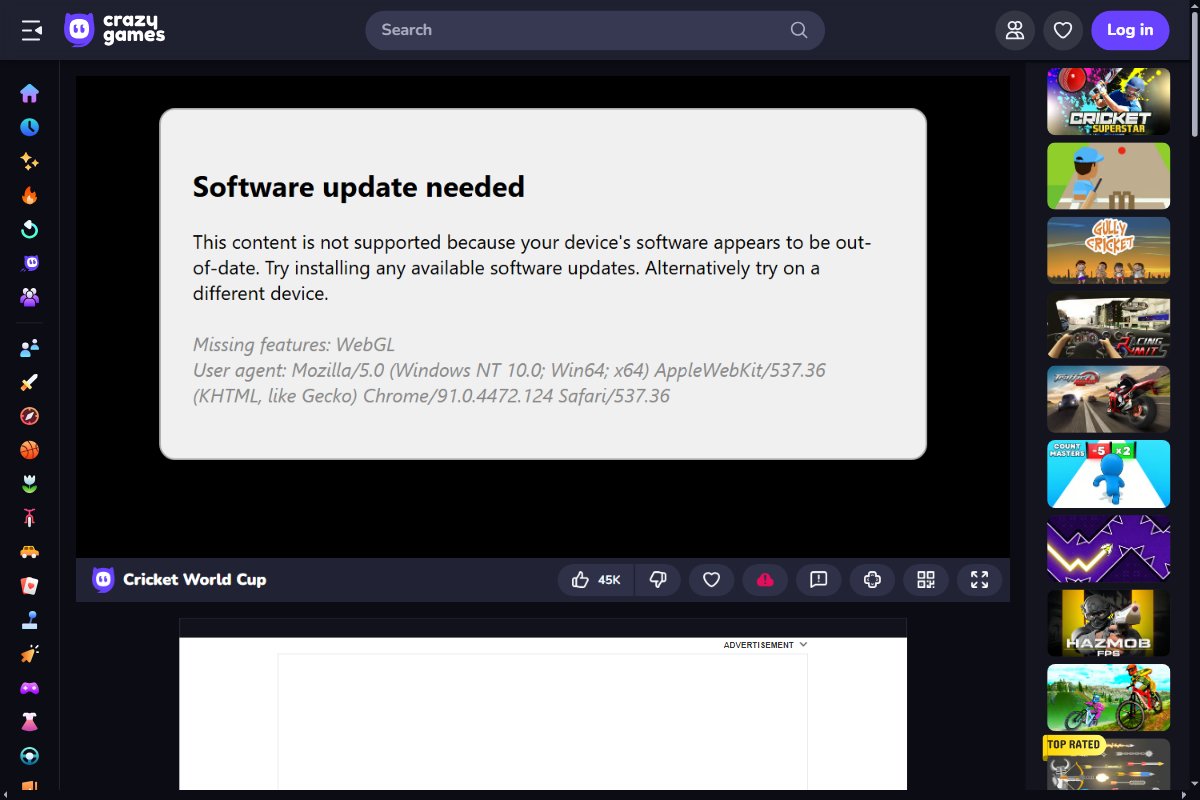 crazy
games
Search
Log in
Software update needed
This content is not supported because your device's software appears to be out-
of-date. Try installing any available software updates. Alternatively try on a
different device.
Missing features: WebGL
User agent: Mozilla/5.0 (Windows NT 10.0; Win64; x64) AppleWebKit/537.36
(KHTML, like Gecko) Chrome/91.0.4472.124 Safari/537.36
Cricket World Cup
45K
ADVERTISEMENT
CRICKET
SUPERSTAR
GULLY
CRICKET
RACING
LIMITS
COUNT
MASTERS
-5
x2
HAZMOB
FPS
TOP RATED